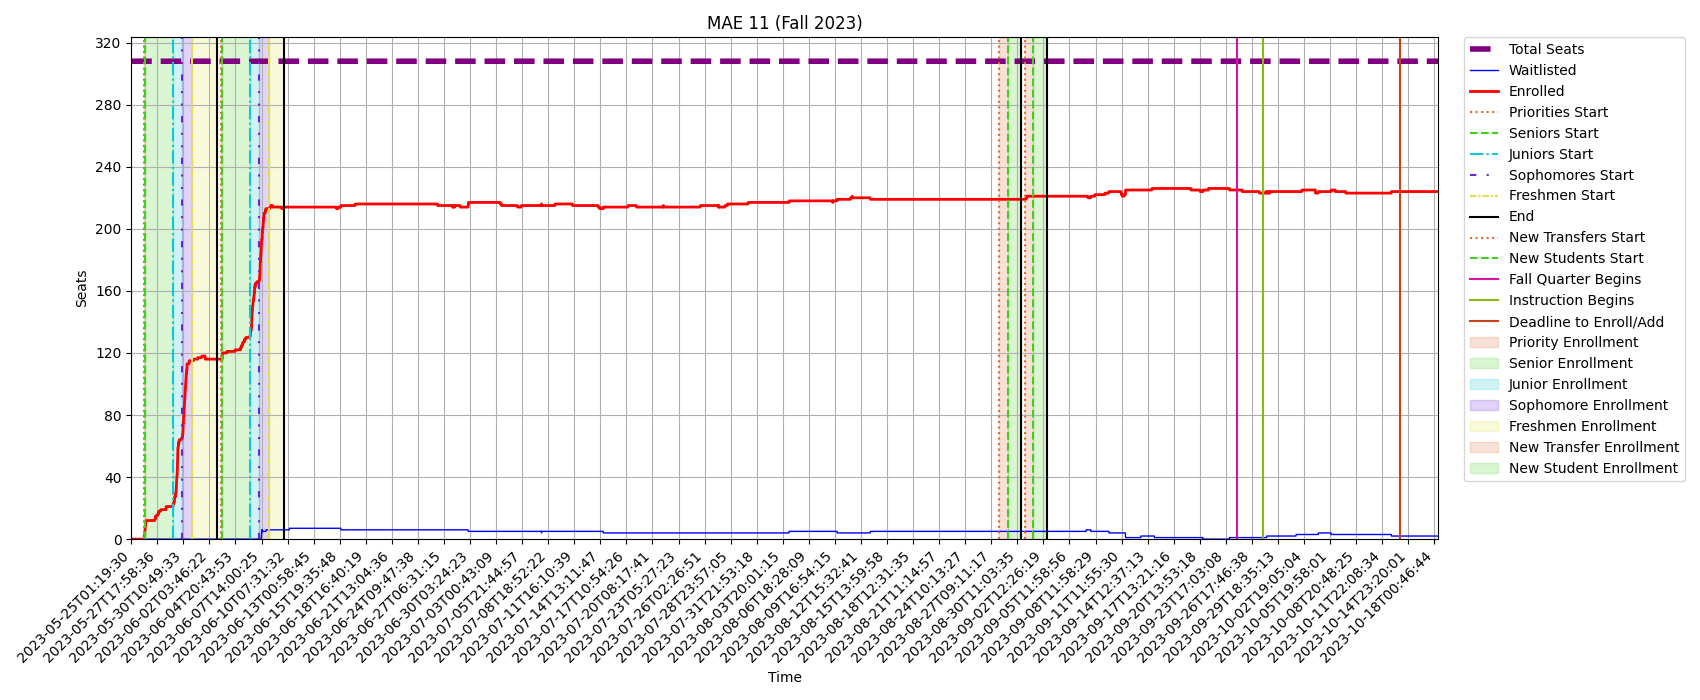 MAE 11 (Fall 2023)
320
280
240
200
160
120
80
40
0
Seats
2023-05-25T01:19:30
2023-05-27T17:58:36
2023-05-30T10:49:33
2023-06-02T03:46:22
2023-06-04T20:43:53
2023-06-07T14:00:23
2023-06-10T07:31:32
2023-06-13T00:58:45
2023-06-15T19:35:48
2023-06-18T16:40:19
2023-06-21T13:04:36
2023-06-24T09:47:38
2023-06-27T06:31:15
2023-06-30T03:24:23
2023-07-03T00:43:09
2023-07-05T21:44:57
2023-07-08T18:52:22
2023-07-11T16:10:39
2023-07-14T13:11:47
2023-07-17T10:54:26
2023-07-20T08:17:41
2023-07-23T05:27:23
2023-07-26T02:26:51
2023-07-28T23:57:05
2023-07-31T21:53:18
2023-08-03T20:01:15
2023-08-06T18:28:09
2023-08-09T16:54:15
2023-08-12T15:32:41
2023-08-15T13:59:58
2023-08-18T12:31:35
2023-08-21T11:14:57
2023-08-24T10:13:27
2023-08-27T09:11:17
2023-08-30T11:03:35
2023-09-02T12:26:19
2023-09-05T11:58:56
2023-09-08T11:58:29
2023-09-11T11:55:30
2023-09-14T12:37:13
2023-09-17T13:21:16
2023-09-20T13:53:18
2023-09-23T17:03:08
2023-09-26T17:46:38
2023-09-29T18:35:13
2023-10-02T19:05:04
2023-10-05T19:58:01
2023-10-08T20:48:25
2023-10-11T22:08:34
2023-10-14T23:20:01
2023-10-18T00:46:44
Time
Total Seats
Waitlisted
Enrolled
Priorities Start
Seniors Start
Juniors Start
Sophomores Start
Freshmen Start
End
New Transfers Start
New Students Start
Fall Quarter Begins
Instruction Begins
Deadline to Enroll/Add
Priority Enrollment
Senior Enrollment
Junior Enrollment
Sophomore Enrollment
Freshmen Enrollment
New Transfer Enrollment
New Student Enrollment